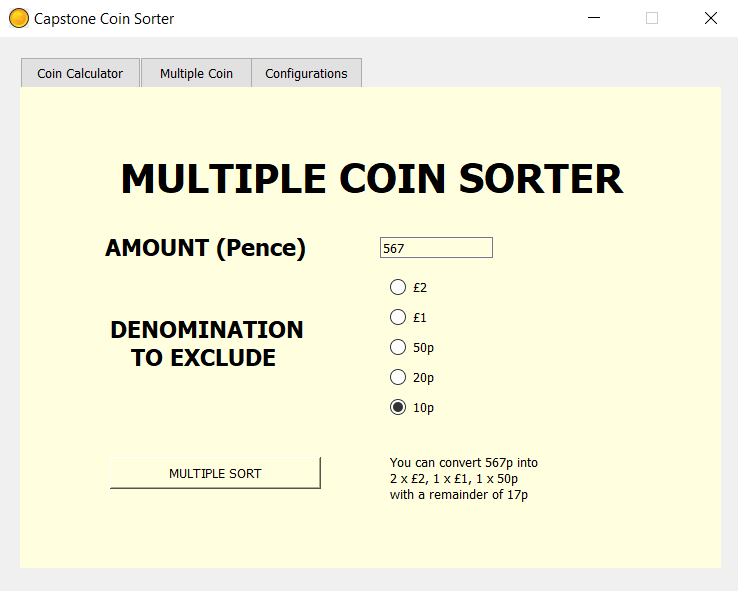 Capstone Coin Sorter
Coin Calculator
Multiple Coin
Configurations
MULTIPLE COIN SORTER
AMOUNT (Pence)
567
£2
£1
50p
20p
10p
DENOMINATION
TO EXCLUDE
MULTIPLE SORT
You can convert 567p into
2 x £2, 1 x £1, 1 x 50p
with a remainder of 17p